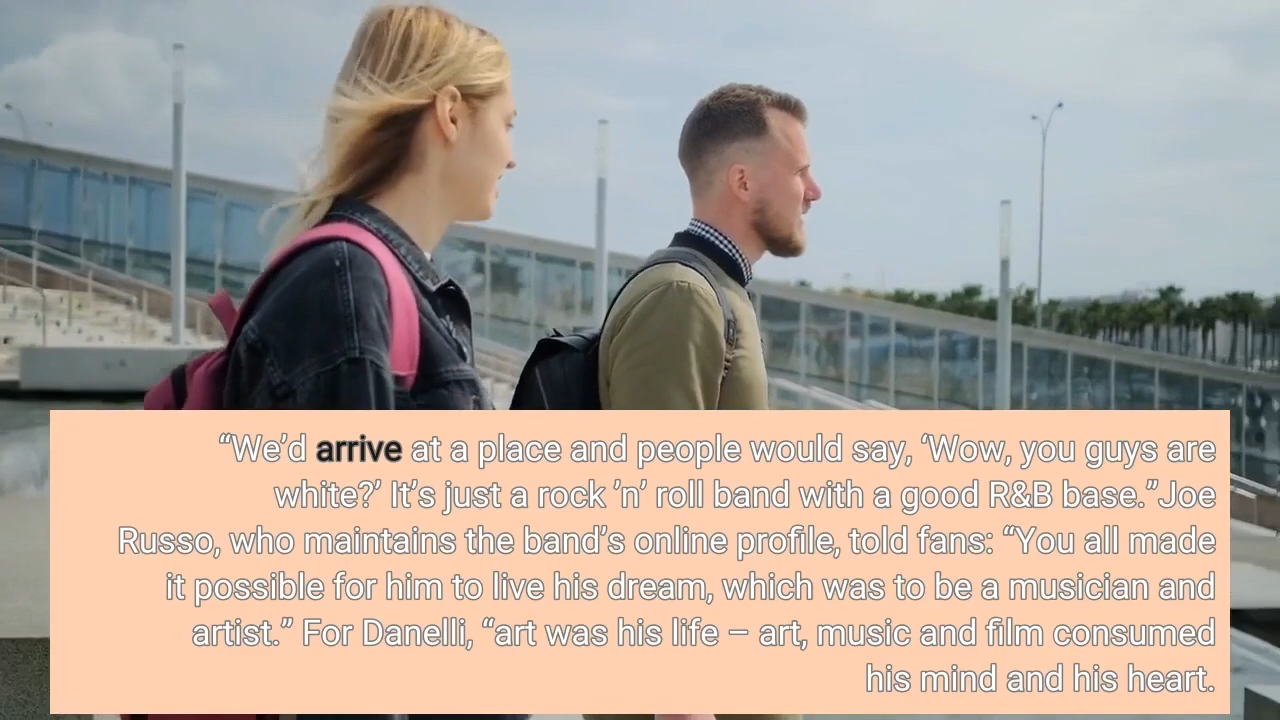 “We’d arrive at a place and people would say, ‘Wow, you guys are
white?’ It’s just a rock ’n’ roll band with a good R&B base.”Joe
Russo, who maintains the band’s online profile, told fans: “You all made
it possible for him to live his dream, which was to be a musician and
artist.” For Danelli, “art was his life – art, music and film consumed
his mind and his heart.